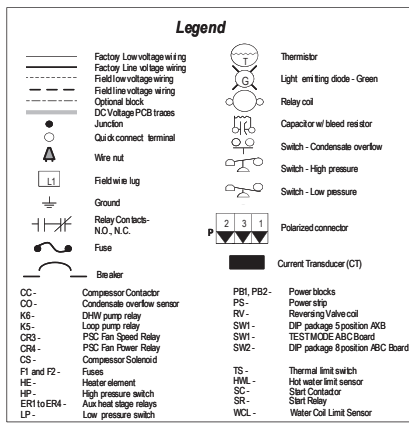 Legend
Factory Low voltage wiring
Factory Line voltage wiring
Field low voltage wiring
Field line voltage wiring
Optional block
DC Voltage PCB traces
Junction
Quick connect terminal
Wire nut
L1
Field wire lug
Ground
Relay Contacts-
N.O., N.C.
Fuse
Breaker
T
Thermistor
G
Light emitting diode - Green
Relay coil
Capacitor w/ bleed resistor
Switch - Condensate overflow
Switch - High pressure
Switch - Low pressure
P 2 3 1
Polarized connector
Current Transducer (CT)
CC - Compressor Contactor
CO - Condensate overflow sensor
K6 - DHW pump relay
K5 - Loop pump relay
CR3 - PSC Fan Speed Relay
CR4 - PSC Fan Power Relay
CS - Compressor Solenoid
F1 and F2 - Fuses
HE - Heater element
HP - High pressure switch
ER1 to ER4 - Aux heat stage relays
LP - Low pressure switch
PB1, PB2 - Power blocks
PS - Power strip
RV - Reversing Valve coil
SW1 - DIP package 5 position AXB
SW1 - TEST MODE ABC Board
SW2 - DIP package 8 position ABC Board
TS - Thermal limit switch
HWL - Hot water limit sensor
SC - Start Contactor
SR - Start Relay
WCL - Water Coil Limit Sensor